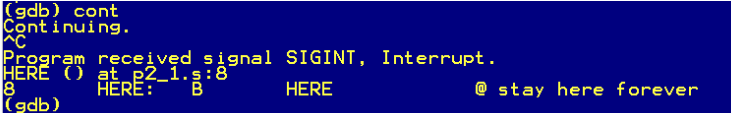 (gdb) cont
Continuing.
^C
Program received signal SIGINT, Interrupt.
HERE () at p2_1.s:8
8 HERE: B HERE @ stay here forever
(gdb)